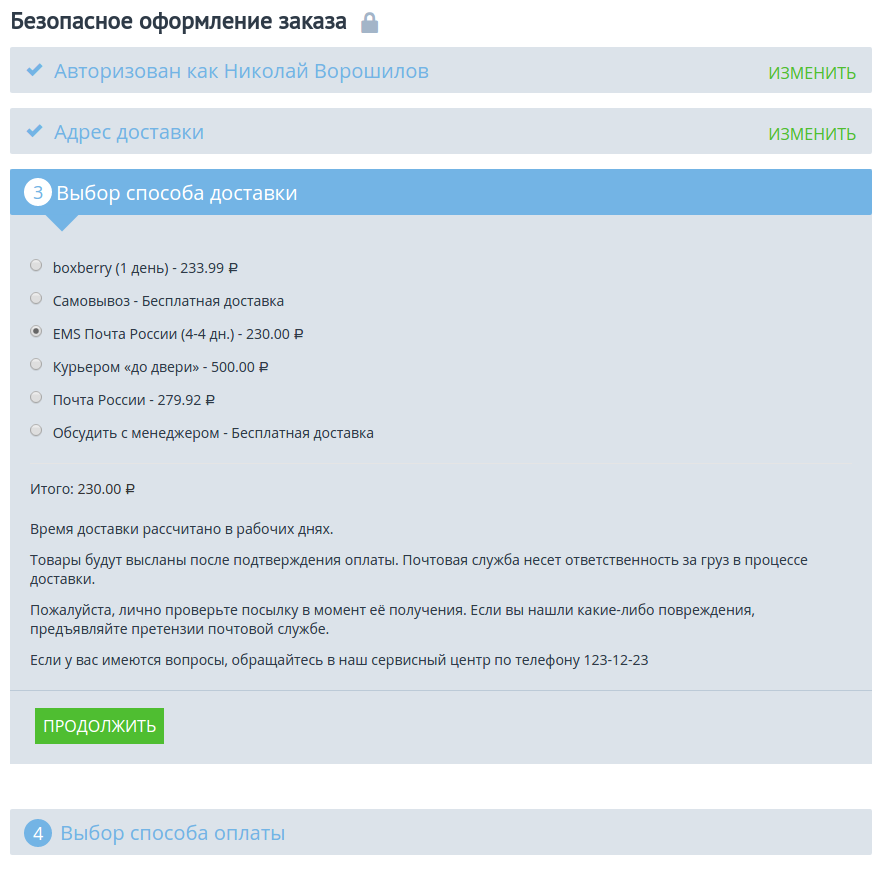 Безопасное оформление заказа
Авторизован как Николай Ворошилов
ИЗМЕНИТЬ
Адрес доставки
ИЗМЕНИТЬ
3 Выбор способа доставки
boxberry (1 день) - 233.99 ₽
Самовывоз - Бесплатная доставка
EMS Почта России (4-4 дн.) - 230.00 ₽
Курьером «до двери» - 500.00 ₽
Почта России - 279.92 ₽
Обсудить с менеджером - Бесплатная доставка
Итого: 230.00 ₽
Время доставки рассчитано в рабочих днях.
Товары будут высланы после подтверждения оплаты. Почтовая служба несет ответственность за груз в процессе
доставки.
Пожалуйста, лично проверьте посылку в момент её получения. Если вы нашли какие-либо повреждения,
предъявляйте претензии почтовой службе.
Если у вас имеются вопросы, обращайтесь в наш сервисный центр по телефону 123-12-23
ПРОДОЛЖИТЬ
4 Выбор способа оплаты